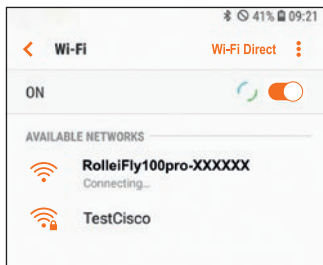 41% 09:21
Wi-Fi Wi-Fi Direct
ON
AVAILABLE NETWORKS
RolleiFly100pro-XXXXXX
Connecting...
TestCisco